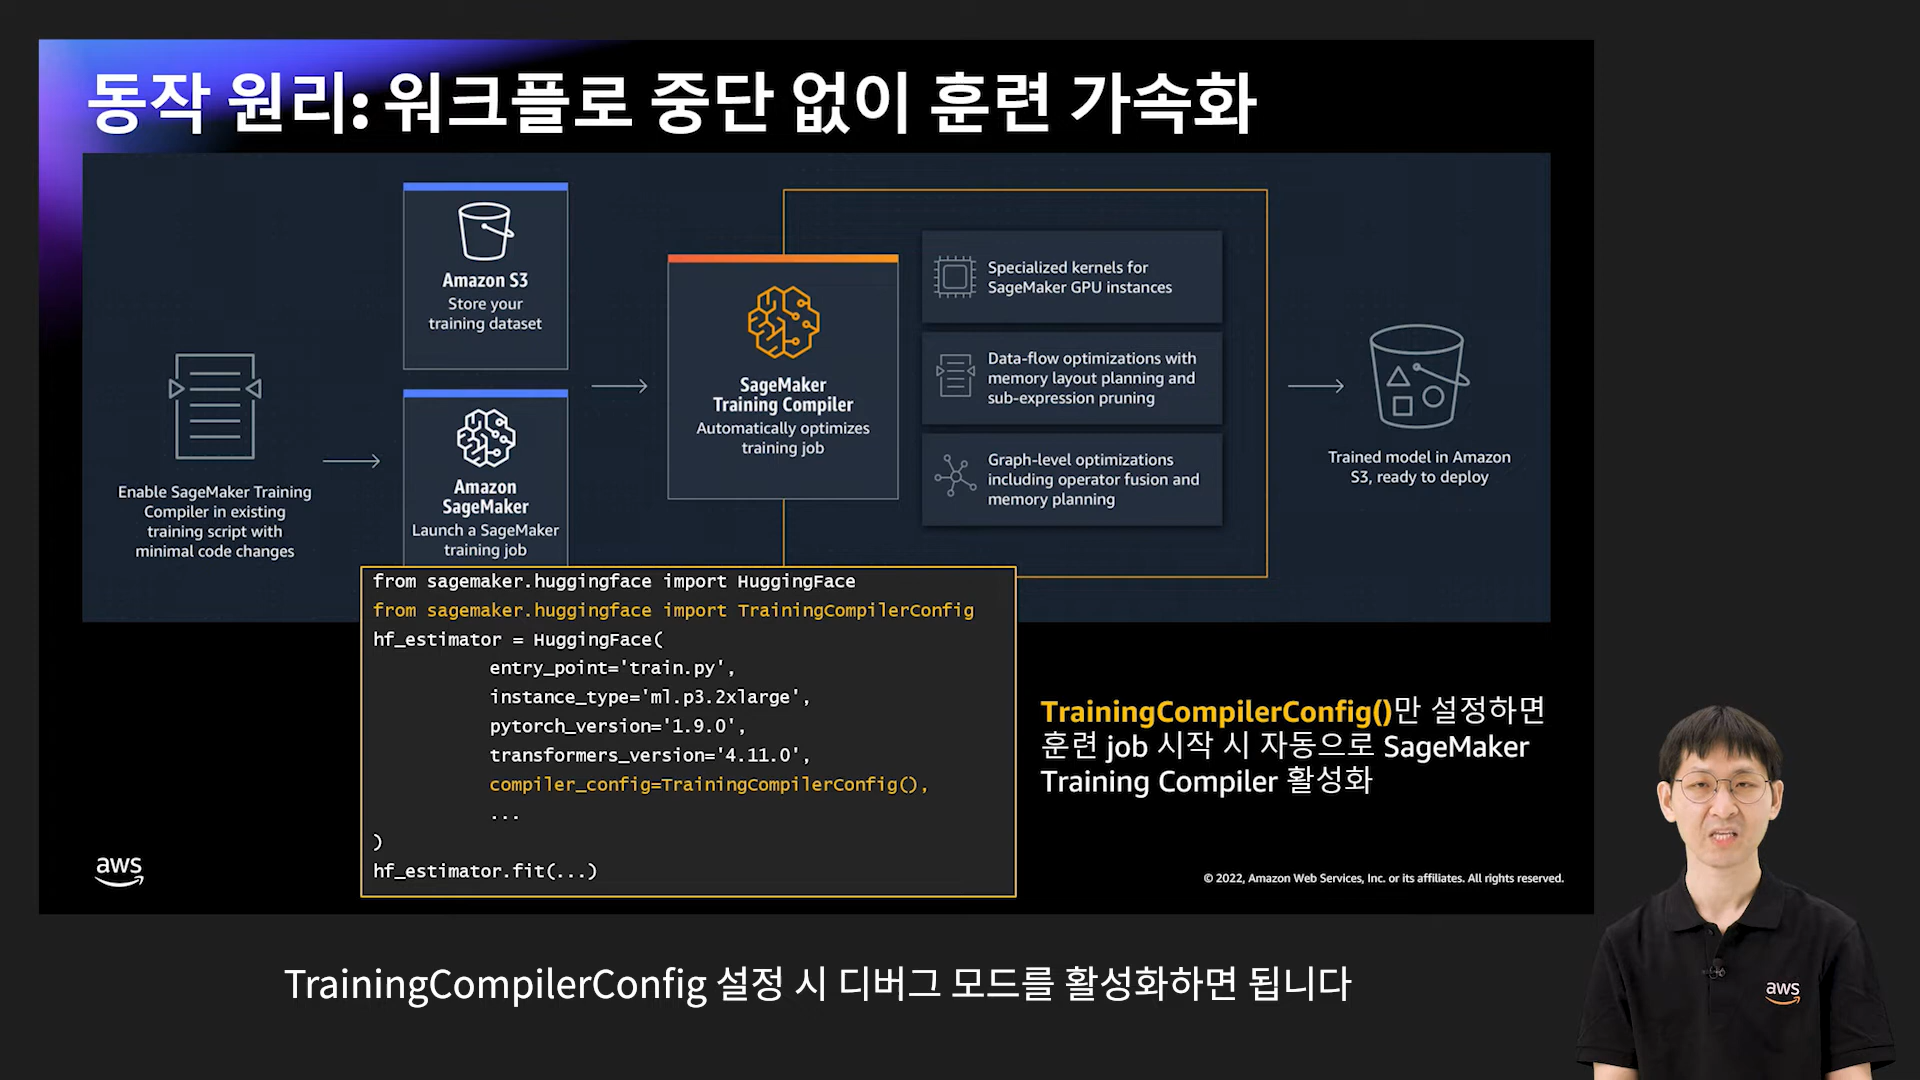 동작 원리: 워크플로 중단 없이 훈련 가속화
Enable SageMaker Training
Compiler in existing
training script with
minimal code changes
Amazon S3
Store your
training dataset
Amazon
SageMaker
Launch a SageMaker
training job
SageMaker
Training Compiler
Automatically optimizes
training job
Specialized kernels for
SageMaker GPU instances
Data-flow optimizations with
memory layout planning and
sub-expression pruning
Graph-level optimizations
including operator fusion and
memory planning
Trained model in Amazon
S3, ready to deploy
from sagemaker.huggingface import HuggingFace
from sagemaker.huggingface import TrainingCompilerConfig
hf_estimator = HuggingFace(
entry_point='train.py',
instance_type='ml.p3.2xlarge',
pytorch_version='1.9.0',
transformers_version='4.11.0',
compiler_config=TrainingCompilerConfig(),
...
)
hf_estimator.fit(...)
TrainingCompilerConfig()만 설정하면
훈련 job 시작 시 자동으로 SageMaker
Training Compiler 활성화
aws
© 2022, Amazon Web Services, Inc. or its affiliates. All rights reserved.
aws
TrainingCompilerConfig 설정 시 디버그 모드를 활성화하면 됩니다